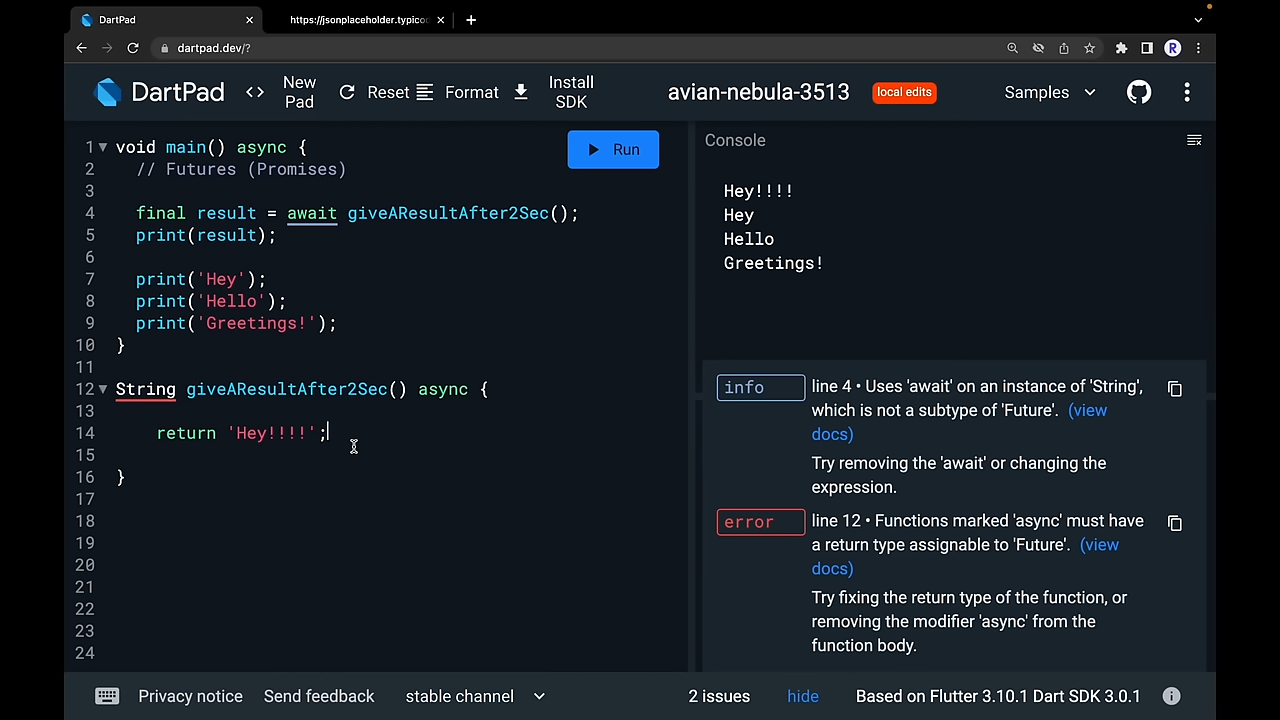 DartPad
https://jsonplaceholder.typicod
dartpad.dev/?
R
DartPad
New Pad
Reset
Format
Install SDK
avian-nebula-3513
local edits
Samples
1 void main() async {
2 // Futures (Promises)
3
4 final result = await giveAResultAfter2Sec();
5 print(result);
6
7 print('Hey');
8 print('Hello');
9 print('Greetings!');
10 }
11
12 String giveAResultAfter2Sec() async {
13
14 return 'Hey!!!!';
15
16 }
17
18
19
20
21
22
23
24
Run
Console
Hey!!!!
Hey
Hello
Greetings!
info
line 4 • Uses 'await' on an instance of 'String',
which is not a subtype of 'Future'. (view
docs)
Try removing the 'await' or changing the
expression.
error
line 12 • Functions marked 'async' must have
a return type assignable to 'Future'. (view
docs)
Try fixing the return type of the function, or
removing the modifier 'async' from the
function body.
Privacy notice
Send feedback
stable channel
2 issues
hide
Based on Flutter 3.10.1 Dart SDK 3.0.1